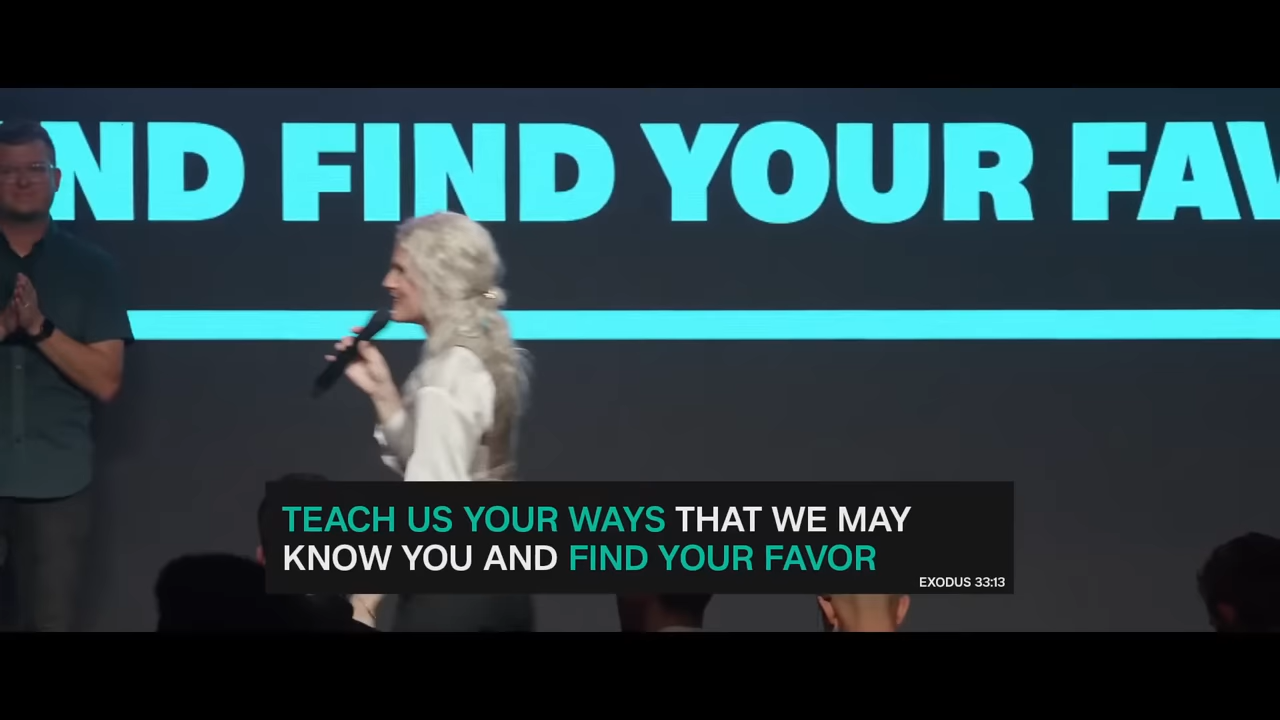 ND FIND YOUR FAV
TEACH US YOUR WAYS THAT WE MAY
KNOW YOU AND FIND YOUR FAVOR
EXODUS 33:13